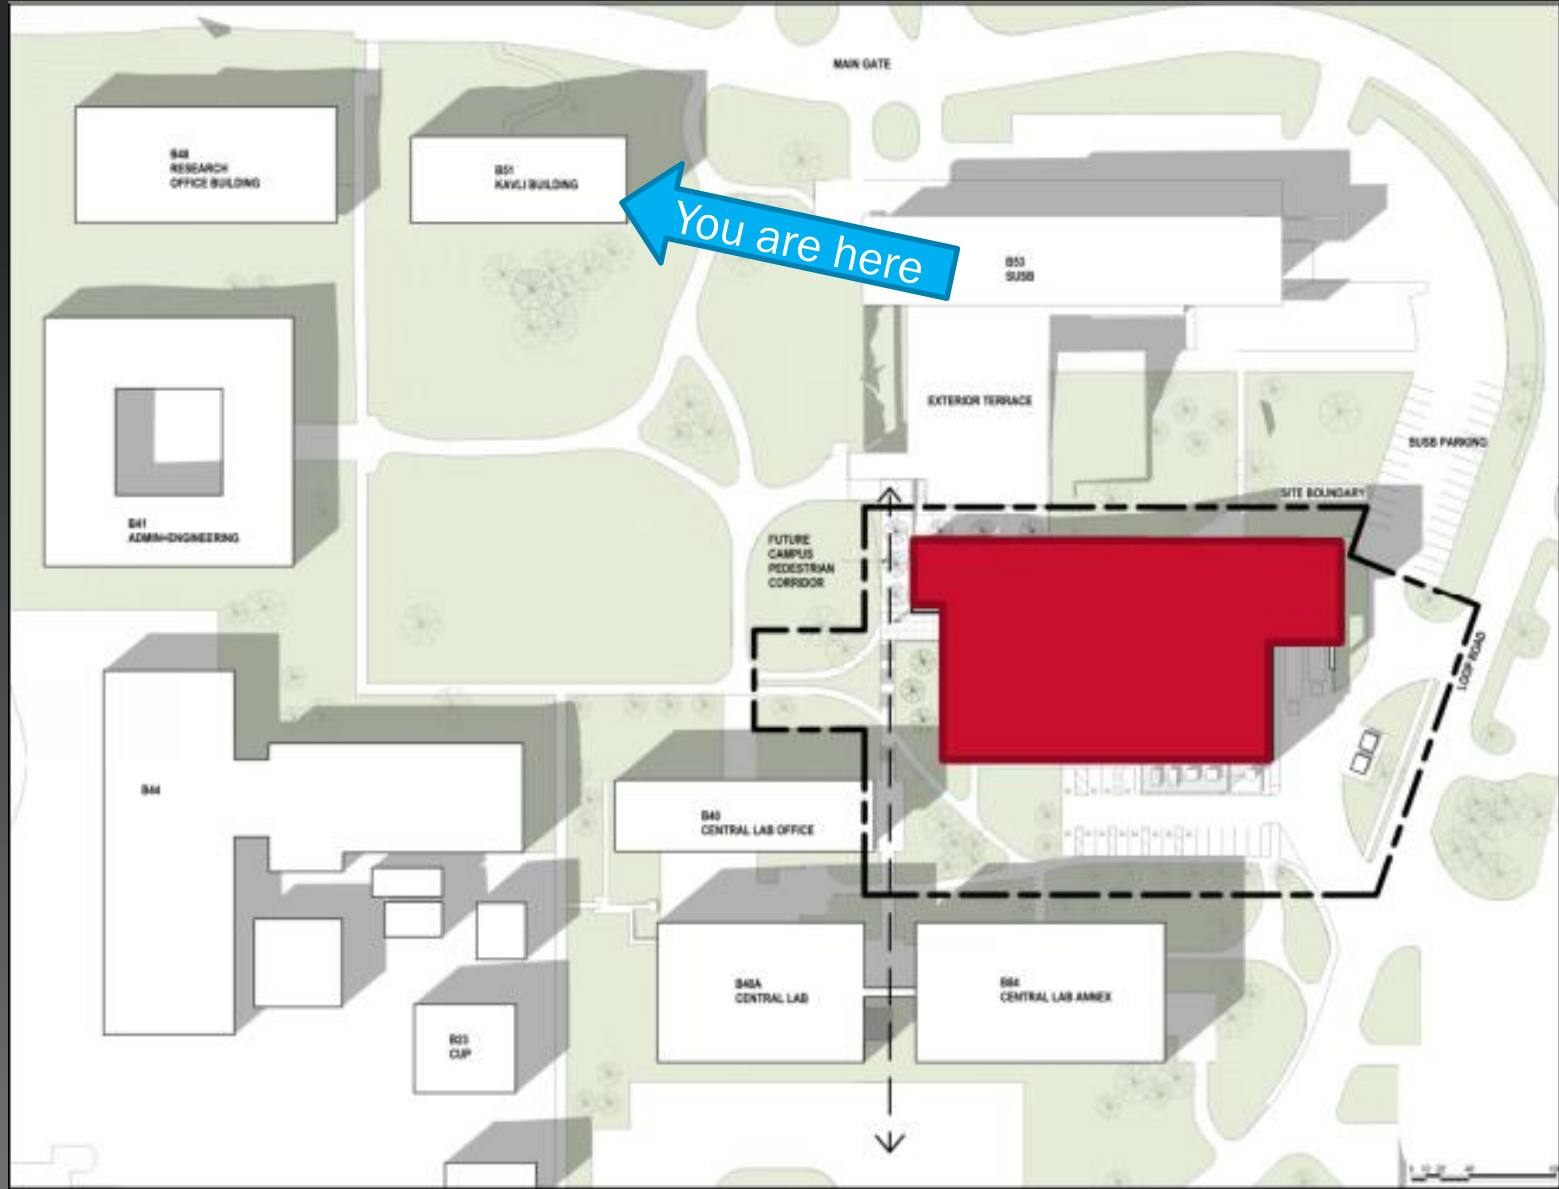 MAIN GATE
B48
RESEARCH
OFFICE BUILDING
B51
KAVLI BUILDING
You are here
B53
SUSB
EXTERIOR TERRACE
SUSB PARKING
SITE BOUNDARY
B41
ADMIN+ENGINEERING
FUTURE
CAMPUS
PEDESTRIAN
CORRIDOR
LOOP ROAD
B44
B40
CENTRAL LAB OFFICE
B40A
CENTRAL LAB
B84
CENTRAL LAB ANNEX
B23
CUP